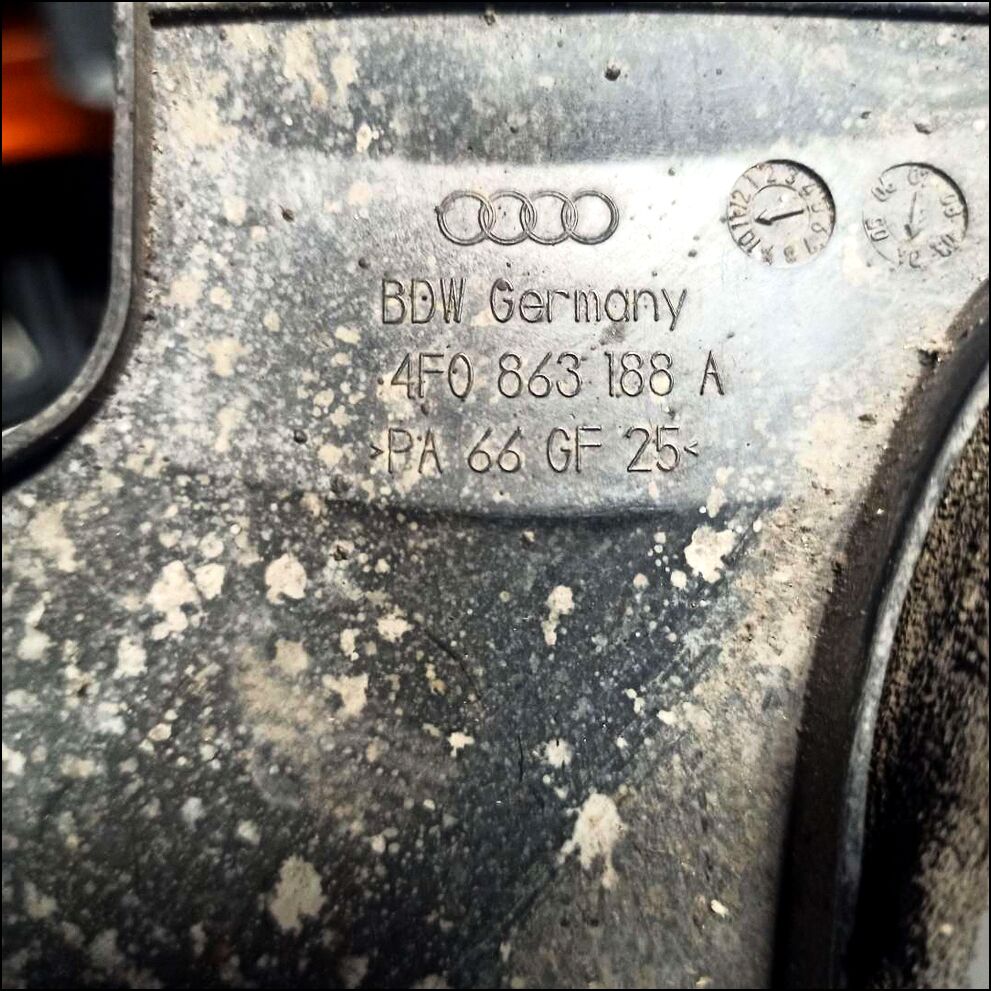 BDW Germany
4F0 863 188 A
>PA 66 GF 25<